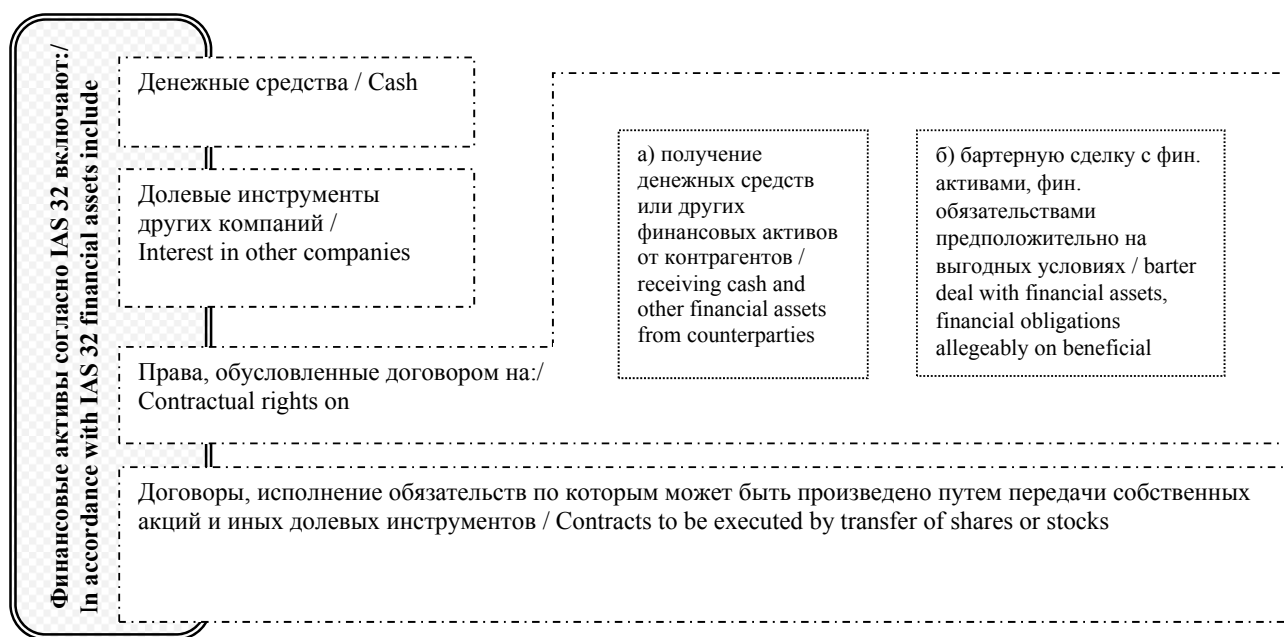 Финансовые активы согласно IAS 32 включают:/
In accordance with IAS 32 financial assets include
Денежные средства / Cash
Долевые инструменты
других компаний /
Interest in other companies
Права, обусловленные договором на:/
Contractual rights on
а) получение
денежных средств
или других
финансовых активов
от контрагентов /
receiving cash and
other financial assets
from counterparties
б) бартерную сделку с фин.
активами, фин.
обязательствами
предположительно на
выгодных условиях / barter
deal with financial assets,
financial obligations
allegeably on beneficial
Договоры, исполнение обязательств по которым может быть произведено путем передачи собственных
акций и иных долевых инструментов / Contracts to be executed by transfer of shares or stocks